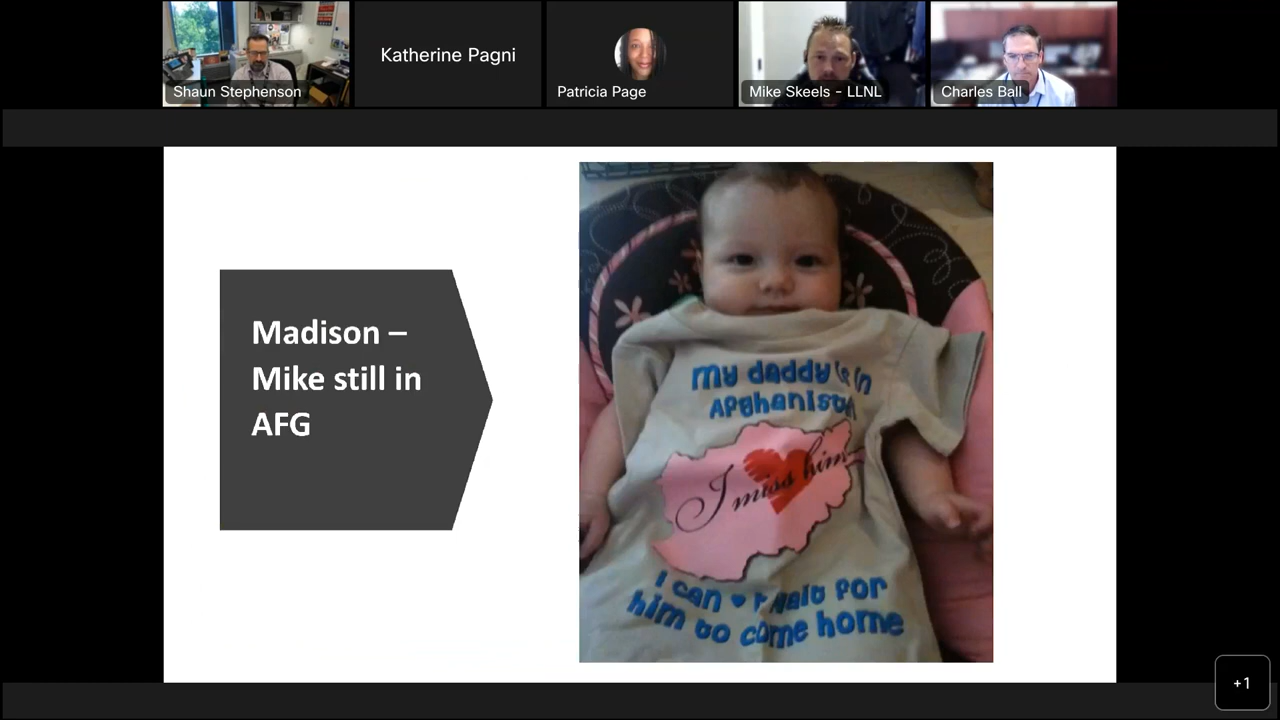 Shaun Stephenson
Katherine Pagni
Patricia Page
Mike Skeels - LLNL
Charles Ball
Madison –
Mike still in
AFG
my daddy is in
Afghanistan
I miss him
I can't wait for
him to come home
+1